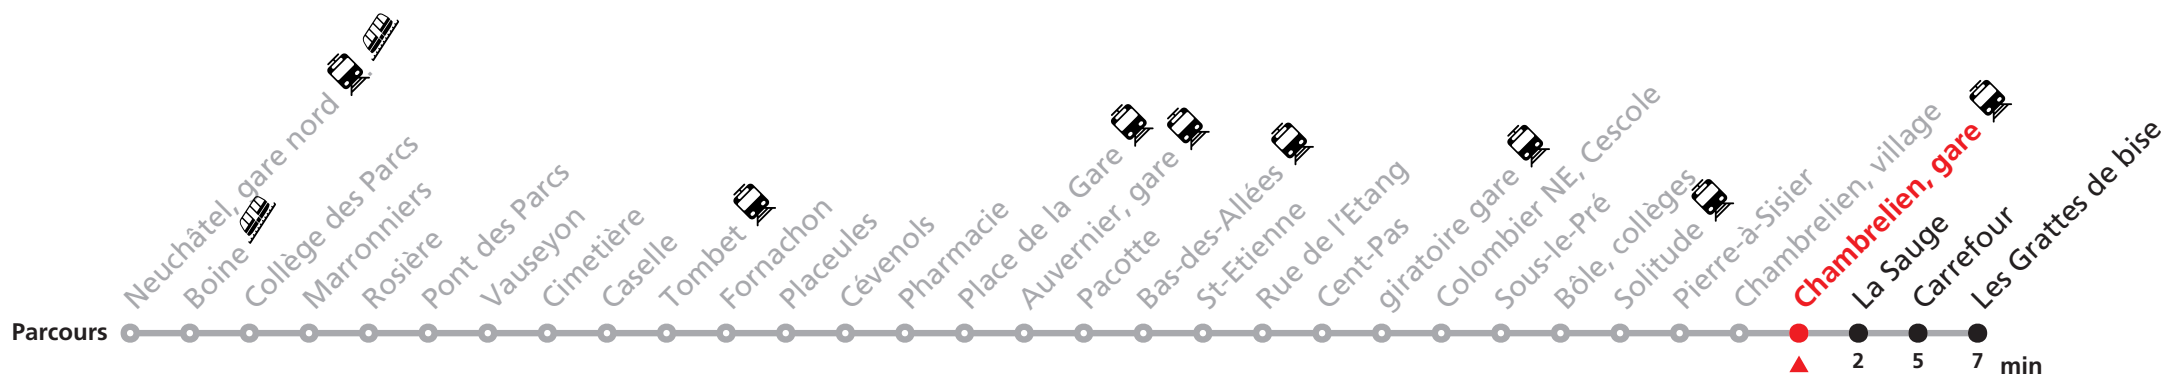 Neuchâtel, gare nord
Boine
Collège des Parcs
Marronniers
Rosière
Pont des Parcs
Vauseyon
Cimetière
Caselle
Tombet
Fornachon
Placeules
Cévenols
Pharmacie
Place de la Gare
Auvernier, gare
Pacotte
Bas-des-Allées
St-Etienne
Rue de l'Etang
Cent-Pas
giratoire gare
Colombier NE, Cescole
Sous-le-Pré
Bôle, collèges
Solitude
Pierre-à-Sisier
Chambrelien, village
Chambrelien, gare
La Sauge
Carrefour
Les Grattes de bise
Parcours
2 5 7 min